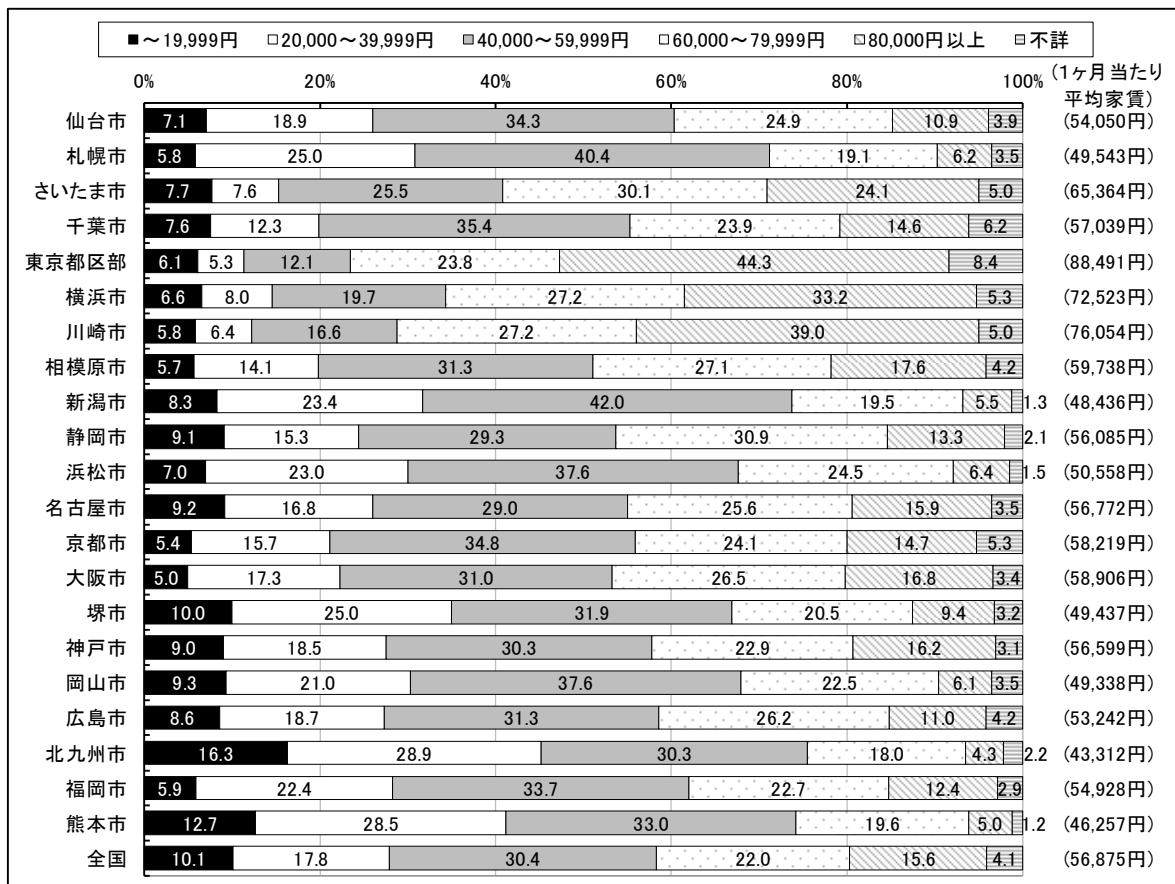 ■～19,999円 □20,000～39,999円 ■40,000～59,999円 □60,000～79,999円 □80,000円以上 □不詳
0% 20% 40% 60% 80% 100% (1ヶ月当たり
平均家賃)
仙台市 7.1 18.9 34.3 24.9 10.9 3.9 (54,050円)
札幌市 5.8 25.0 40.4 19.1 6.2 3.5 (49,543円)
さいたま市 7.7 7.6 25.5 30.1 24.1 5.0 (65,364円)
千葉市 7.6 12.3 35.4 23.9 14.6 6.2 (57,039円)
東京都区部 6.1 5.3 12.1 23.8 44.3 8.4 (88,491円)
横浜市 6.6 8.0 19.7 27.2 33.2 5.3 (72,523円)
川崎市 5.8 6.4 16.6 27.2 39.0 5.0 (76,054円)
相模原市 5.7 14.1 31.3 27.1 17.6 4.2 (59,738円)
新潟市 8.3 23.4 42.0 19.5 5.5 1.3 (48,436円)
静岡市 9.1 15.3 29.3 30.9 13.3 2.1 (56,085円)
浜松市 7.0 23.0 37.6 24.5 6.4 1.5 (50,558円)
名古屋市 9.2 16.8 29.0 25.6 15.9 3.5 (56,772円)
京都市 5.4 15.7 34.8 24.1 14.7 5.3 (58,219円)
大阪市 5.0 17.3 31.0 26.5 16.8 3.4 (58,906円)
堺市 10.0 25.0 31.9 20.5 9.4 3.2 (49,437円)
神戸市 9.0 18.5 30.3 22.9 16.2 3.1 (56,599円)
岡山市 9.3 21.0 37.6 22.5 6.1 3.5 (49,338円)
広島市 8.6 18.7 31.3 26.2 11.0 4.2 (53,242円)
北九州市 16.3 28.9 30.3 18.0 4.3 2.2 (43,312円)
福岡市 5.9 22.4 33.7 22.7 12.4 2.9 (54,928円)
熊本市 12.7 28.5 33.0 19.6 5.0 1.2 (46,257円)
全国 10.1 17.8 30.4 22.0 15.6 4.1 (56,875円)